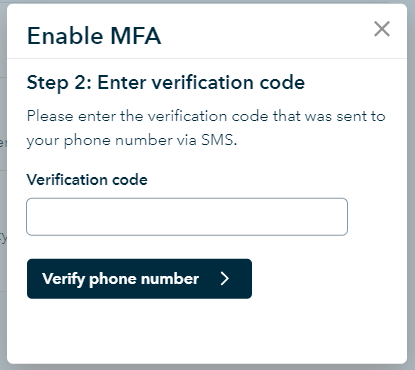 Enable MFA
Step 2: Enter verification code
Please enter the verification code that was sent to
your phone number via SMS.
Verification code
Verify phone number